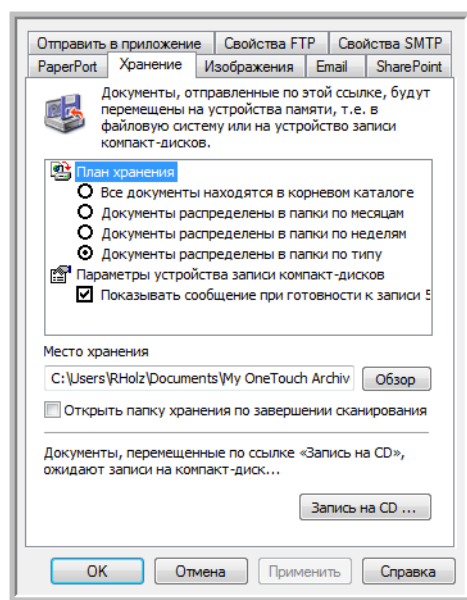 Отправить в приложение Свойства FTP Свойства SMTP
PaperPort Хранение Изображения Email SharePoint
Документы, отправленные по этой ссылке, будут
перемещены на устройства памяти, т.е. в
файловую систему или на устройство записи
компакт-дисков.
План хранения
Все документы находятся в корневом каталоге
Документы распределены в папки по месяцам
Документы распределены в папки по неделям
Документы распределены в папки по типу
Параметры устройства записи компакт-дисков
Показывать сообщение при готовности к записи 5
Место хранения
C:\Users\RHolz\Documents\My OneTouch Archiv Обзор
Открыть папку хранения по завершении сканирования
Документы, перемещенные по ссылке «Запись на CD»,
ожидают записи на компакт-диск...
Запись на CD ...
OK Отмена Применить Справка